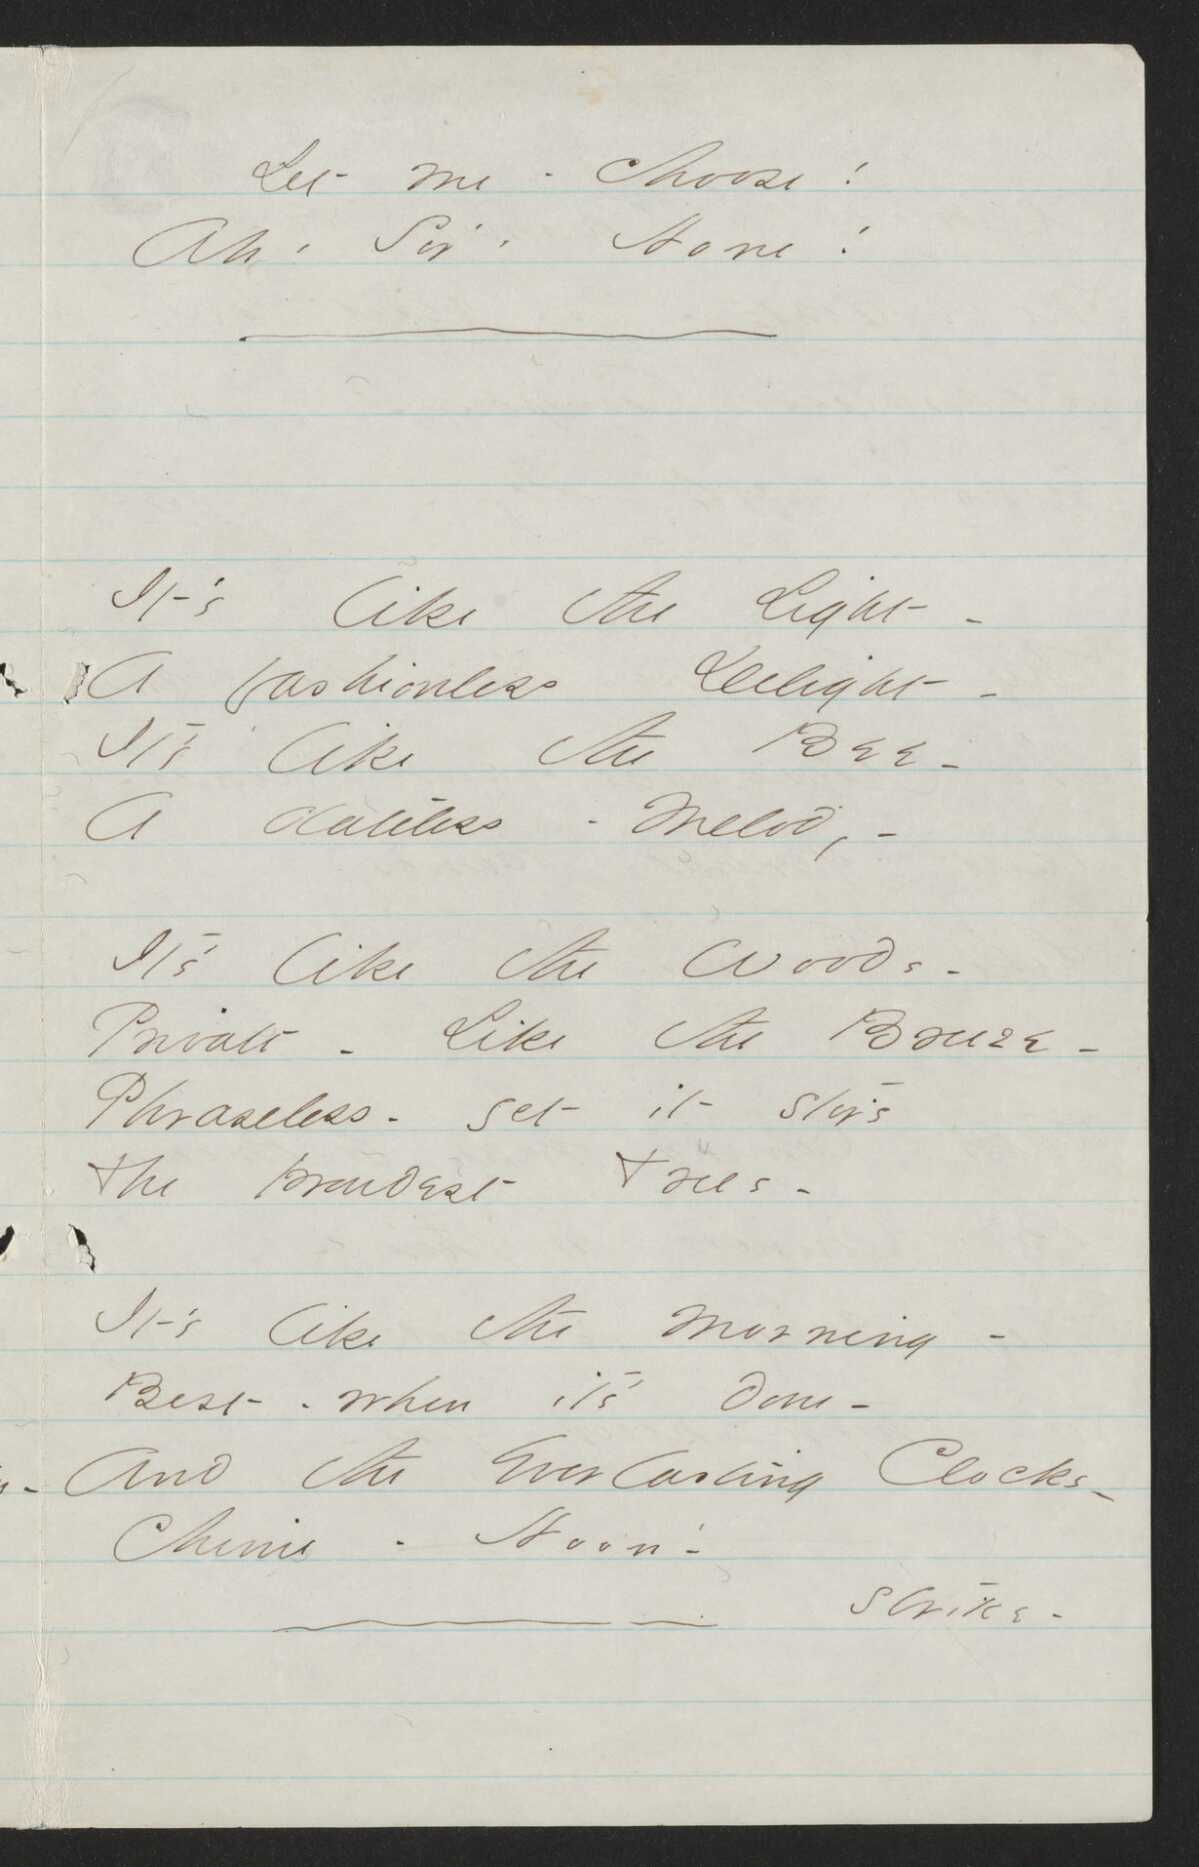 Let me - choose!
Ah, Sir, None!
It's like the Light -
A fashionless Delight -
It's like the Bee -
A dateless - Melody -
It's like the Woods -
Private - Like the Breeze -
Phraseless - yet it stirs
The proudest Trees -
It's like the morning -
Best - when it's done -
And the Everlasting Clocks -
Chime - Noon!
strike -